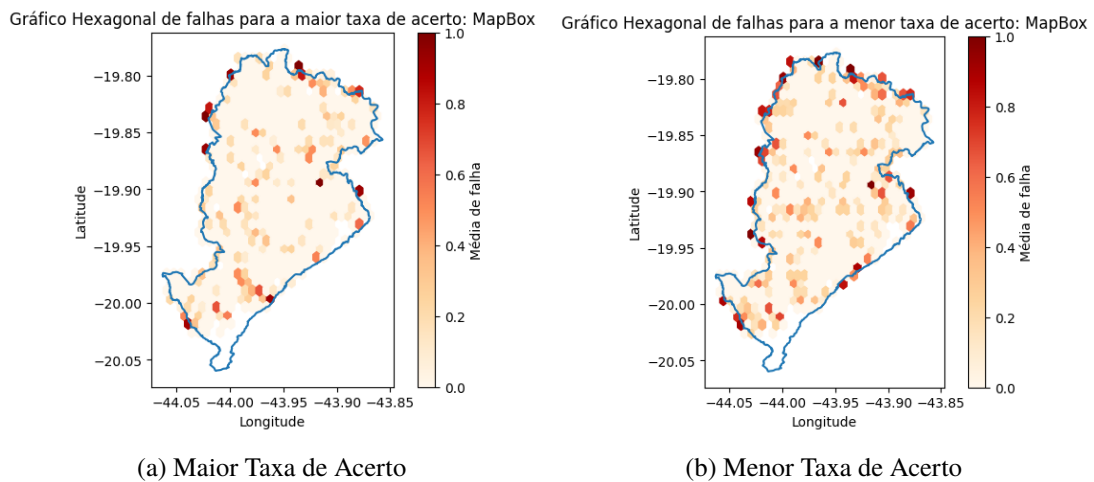 Gráfico Hexagonal de falhas para a maior taxa de acerto: MapBox
1.0
0.8
0.6
0.4
0.2
0.0
Média de falha
−19.80
−19.85
−19.90
−19.95
−20.00
−20.05
Latitude
−44.05 −44.00 −43.95 −43.90 −43.85
Longitude
(a) Maior Taxa de Acerto
Gráfico Hexagonal de falhas para a menor taxa de acerto: MapBox
1.0
0.8
0.6
0.4
0.2
0.0
Média de falha
−19.80
−19.85
−19.90
−19.95
−20.00
−20.05
Latitude
−44.05 −44.00 −43.95 −43.90 −43.85
Longitude
(b) Menor Taxa de Acerto